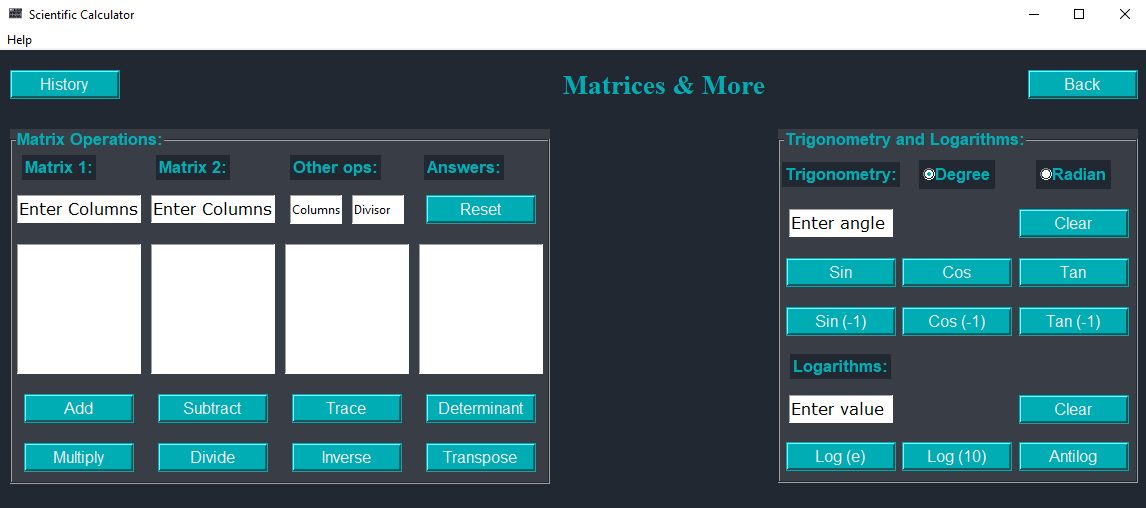 Scientific Calculator
Help
History
Matrices & More
Back
Matrix Operations:
Matrix 1:
Matrix 2:
Other ops:
Answers:
Enter Columns
Enter Columns
Columns
Divisor
Reset
Add
Subtract
Trace
Determinant
Multiply
Divide
Inverse
Transpose
Trigonometry and Logarithms:
Trigonometry:
Degree
Radian
Enter angle
Clear
Sin
Cos
Tan
Sin (-1)
Cos (-1)
Tan (-1)
Logarithms:
Enter value
Clear
Log (e)
Log (10)
Antilog